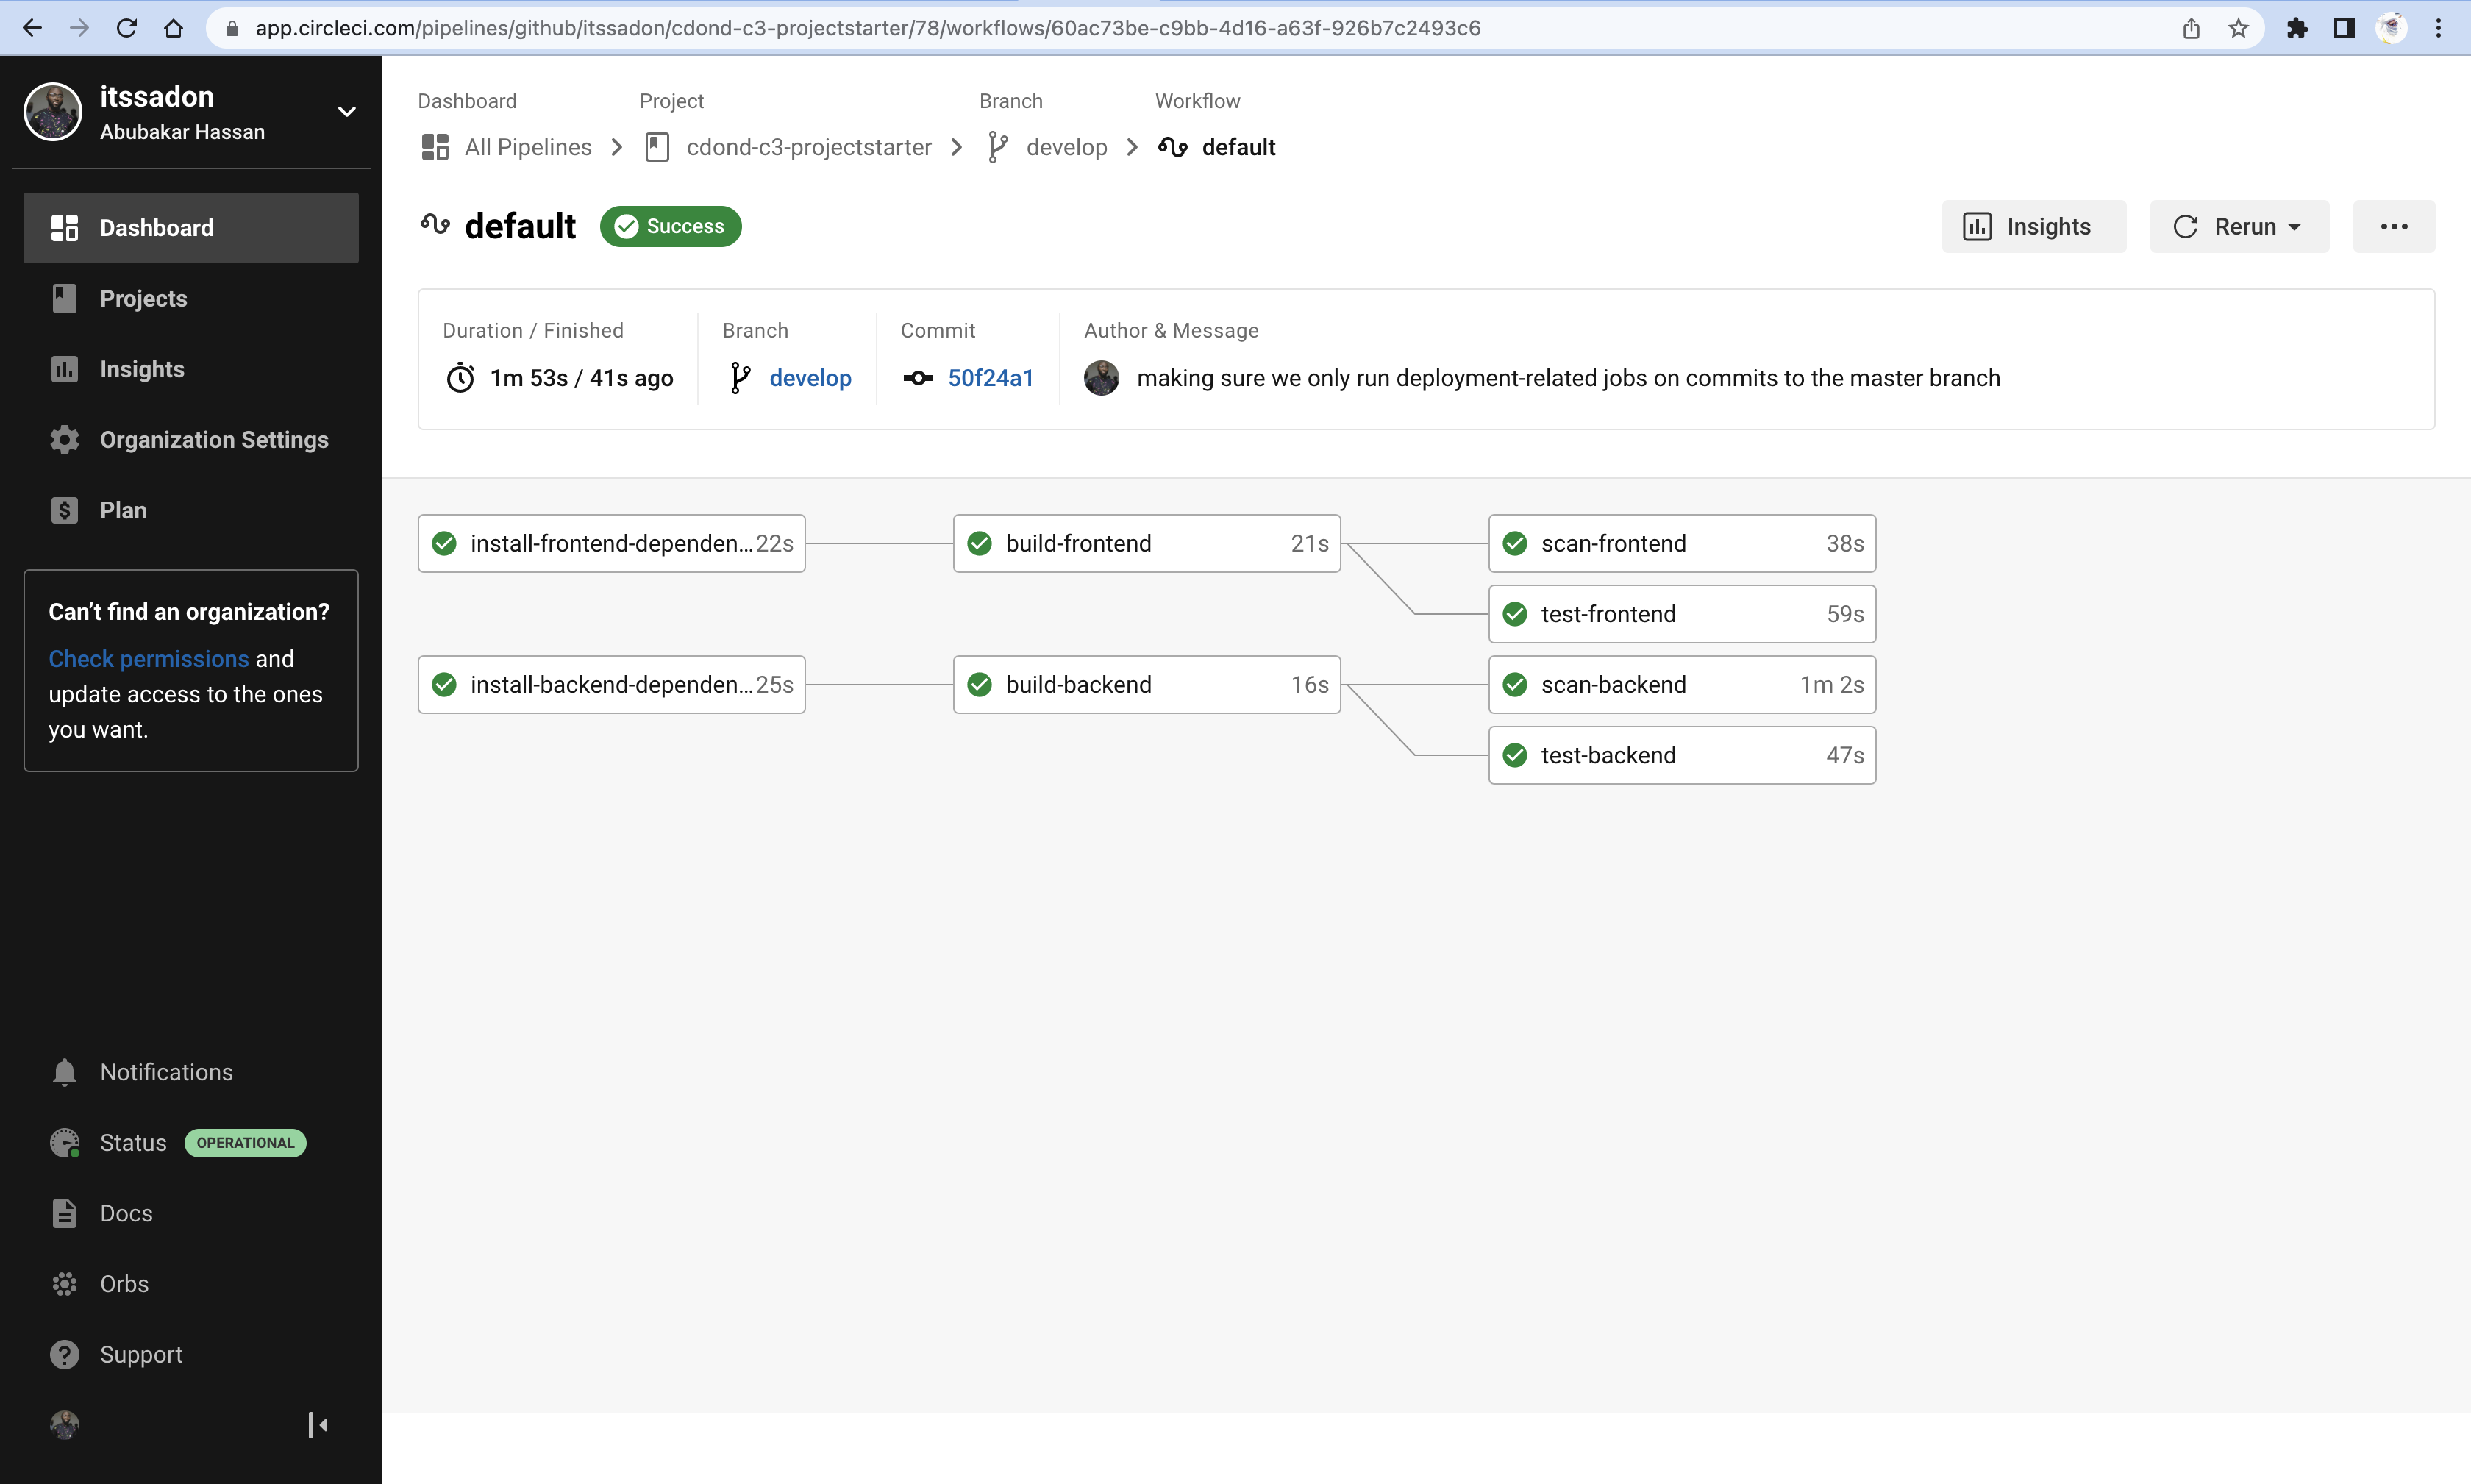 app.circleci.com/pipelines/github/itssadon/cdond-c3-projectstarter/78/workflows/60ac73be-c9bb-4d16-a63f-926b7c2493c6
itssadon
Abubakar Hassan
Dashboard
Projects
Insights
Organization Settings
Plan
Can’t find an organization?
Check permissions and
update access to the ones
you want.
Notifications
Status OPERATIONAL
Docs
Orbs
Support
Dashboard Project Branch Workflow
All Pipelines cdond-c3-projectstarter develop default
default Success Insights Rerun
Duration / Finished Branch Commit Author & Message
1m 53s / 41s ago develop 50f24a1 making sure we only run deployment-related jobs on commits to the master branch
install-frontend-dependen... 22s build-frontend 21s scan-frontend 38s
test-frontend 59s
install-backend-dependen... 25s build-backend 16s scan-backend 1m 2s
test-backend 47s